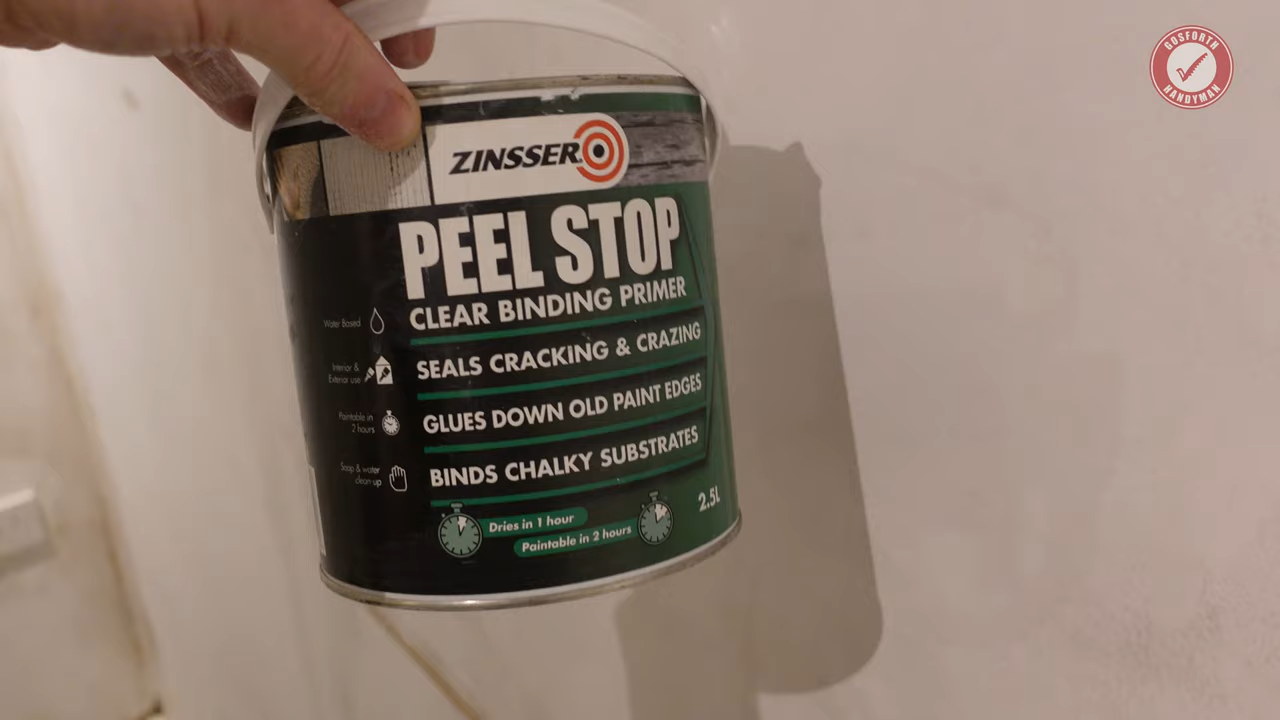 GOSFORTH
HANDYMAN
ZINSSER
PEEL STOP
CLEAR BINDING PRIMER
SEALS CRACKING & CRAZING
GLUES DOWN OLD PAINT EDGES
BINDS CHALKY SUBSTRATES
Water Based
Interior &
Exterior use
Paintable in
2 hours
Soap & water
clean-up
Dries in 1 hour
Paintable in 2 hours
2.5L